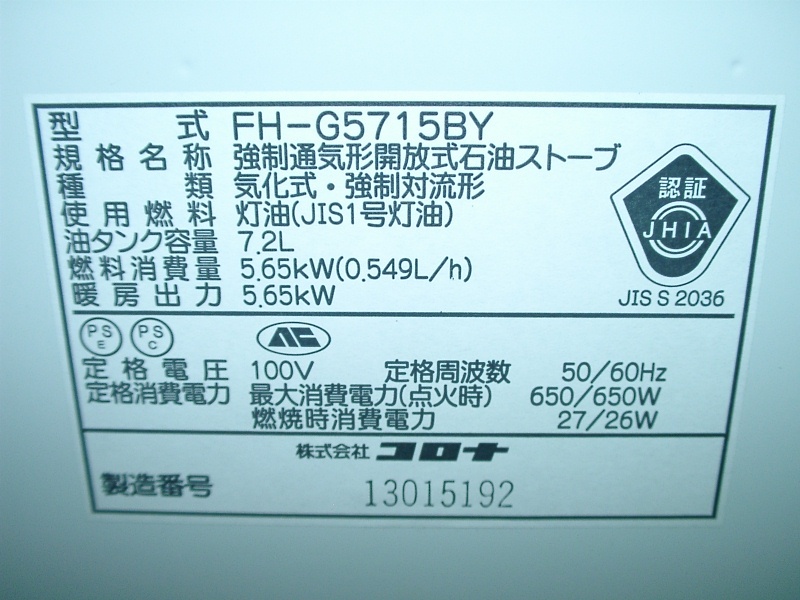 型式 FH-G5715BY
規格名称 強制通気形開放式石油ストーブ
種類 気化式・強制対流形
使用燃料 灯油(JIS1号灯油)
油タンク容量 7.2L
燃料消費量 5.65kW(0.549L/h)
暖房出力 5.65kW
認証
JHIA
JIS S 2036
PS E PS C
定格電圧 100V 定格周波数 50/60Hz
定格消費電力 最大消費電力(点火時) 650/650W
燃焼時消費電力 27/26W
株式会社 コロナ
製造番号 13015192